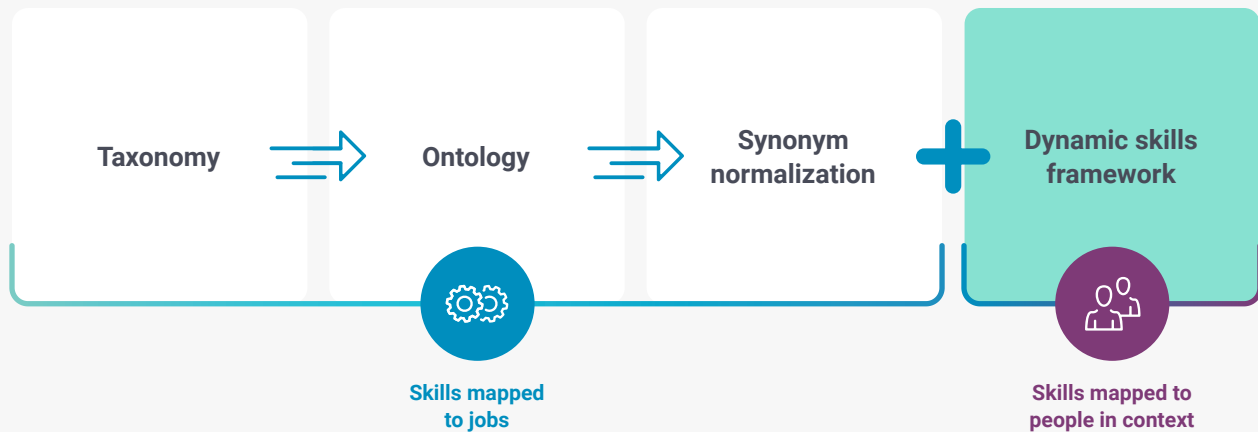 Taxonomy
Ontology
Synonym
normalization
Dynamic skills
framework
Skills mapped
to jobs
Skills mapped to
people in context